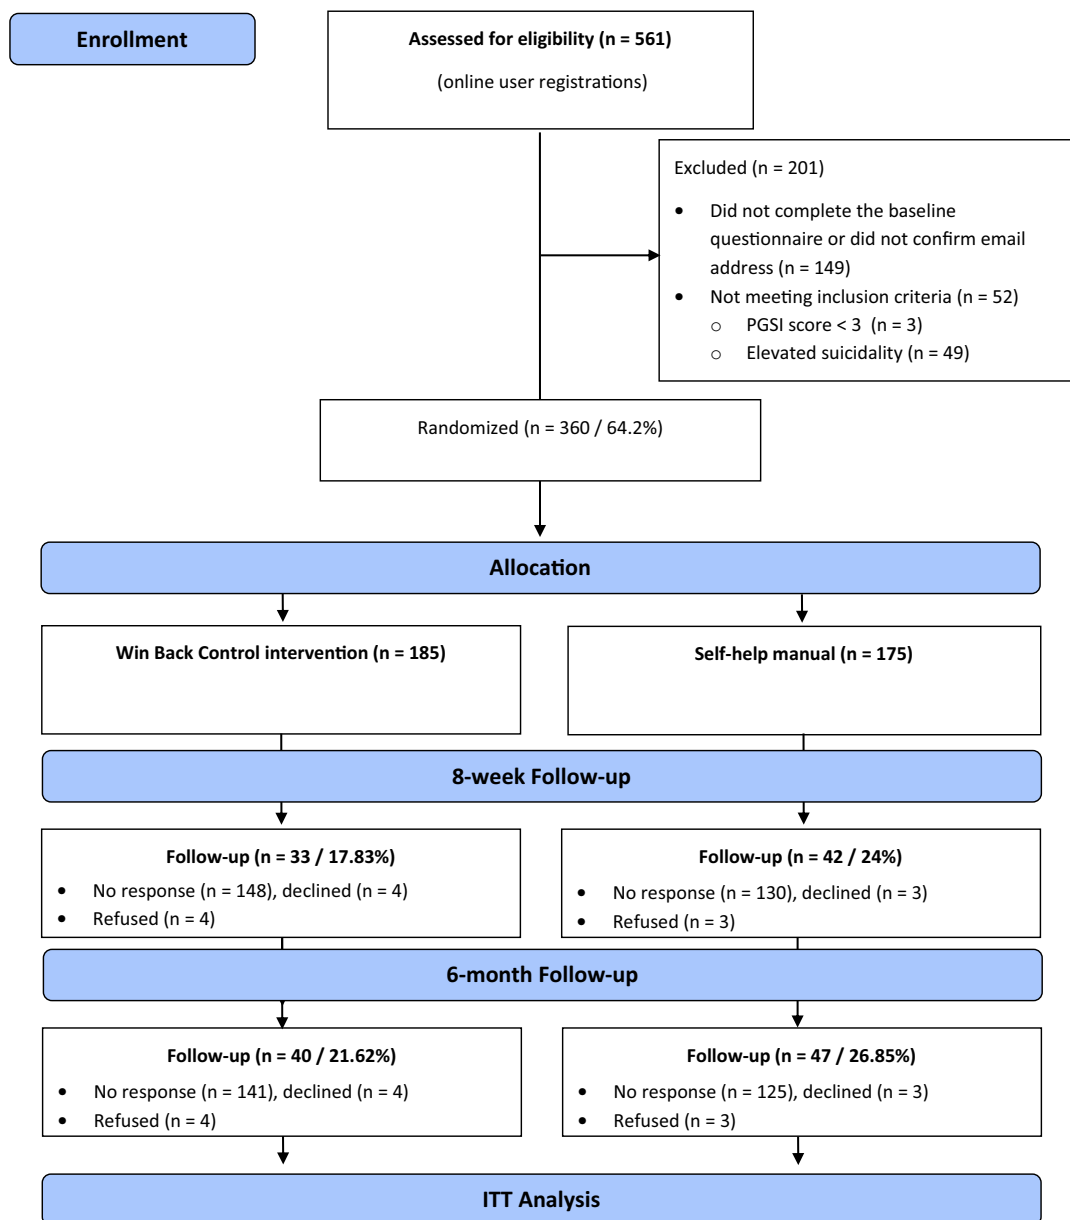 Enrollment
Assessed for eligibility (n = 561)
(online user registrations)
Excluded (n = 201)
• Did not complete the baseline
questionnaire or did not confirm email
address (n = 149)
• Not meeting inclusion criteria (n = 52)
o PGSI score < 3 (n = 3)
o Elevated suicidality (n = 49)
Randomized (n = 360 / 64.2%)
Allocation
Win Back Control intervention (n = 185)
Self-help manual (n = 175)
8-week Follow-up
Follow-up (n = 33 / 17.83%)
• No response (n = 148), declined (n = 4)
• Refused (n = 4)
Follow-up (n = 42 / 24%)
• No response (n = 130), declined (n = 3)
• Refused (n = 3)
6-month Follow-up
Follow-up (n = 40 / 21.62%)
• No response (n = 141), declined (n = 4)
• Refused (n = 4)
Follow-up (n = 47 / 26.85%)
• No response (n = 125), declined (n = 3)
• Refused (n = 3)
ITT Analysis